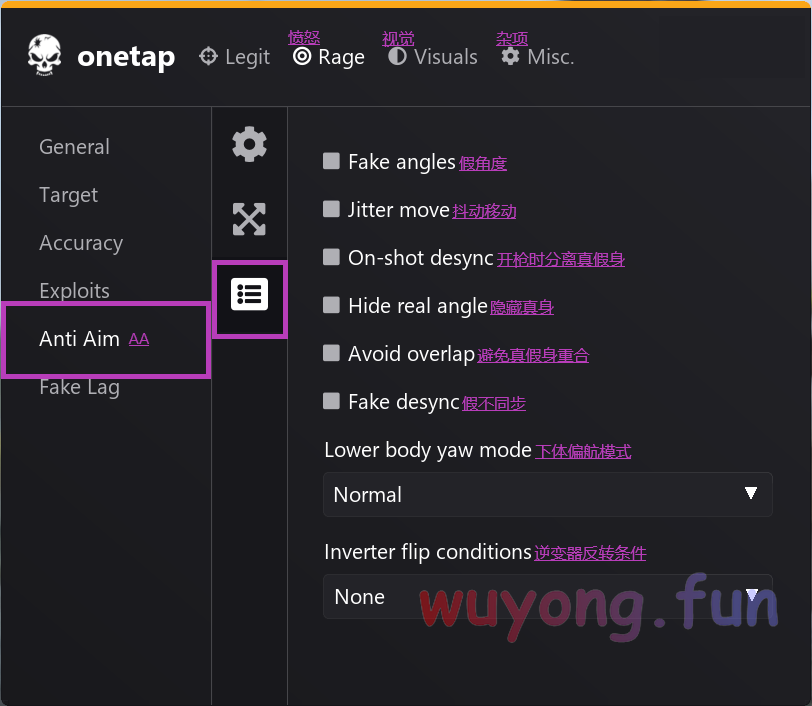 愤怒 视觉 杂项
onetap Legit Rage Visuals Misc.
General
Target
Accuracy
Exploits
Anti Aim AA
Fake Lag
Fake angles 假角度
Jitter move 抖动移动
On-shot desync 开枪时分离真假身
Hide real angle 隐藏真身
Avoid overlap 避免真假身重合
Fake desync 假不同步
Lower body yaw mode 下体偏航模式
Normal
Inverter flip conditions 逆变器反转条件
None
wuyong.fun